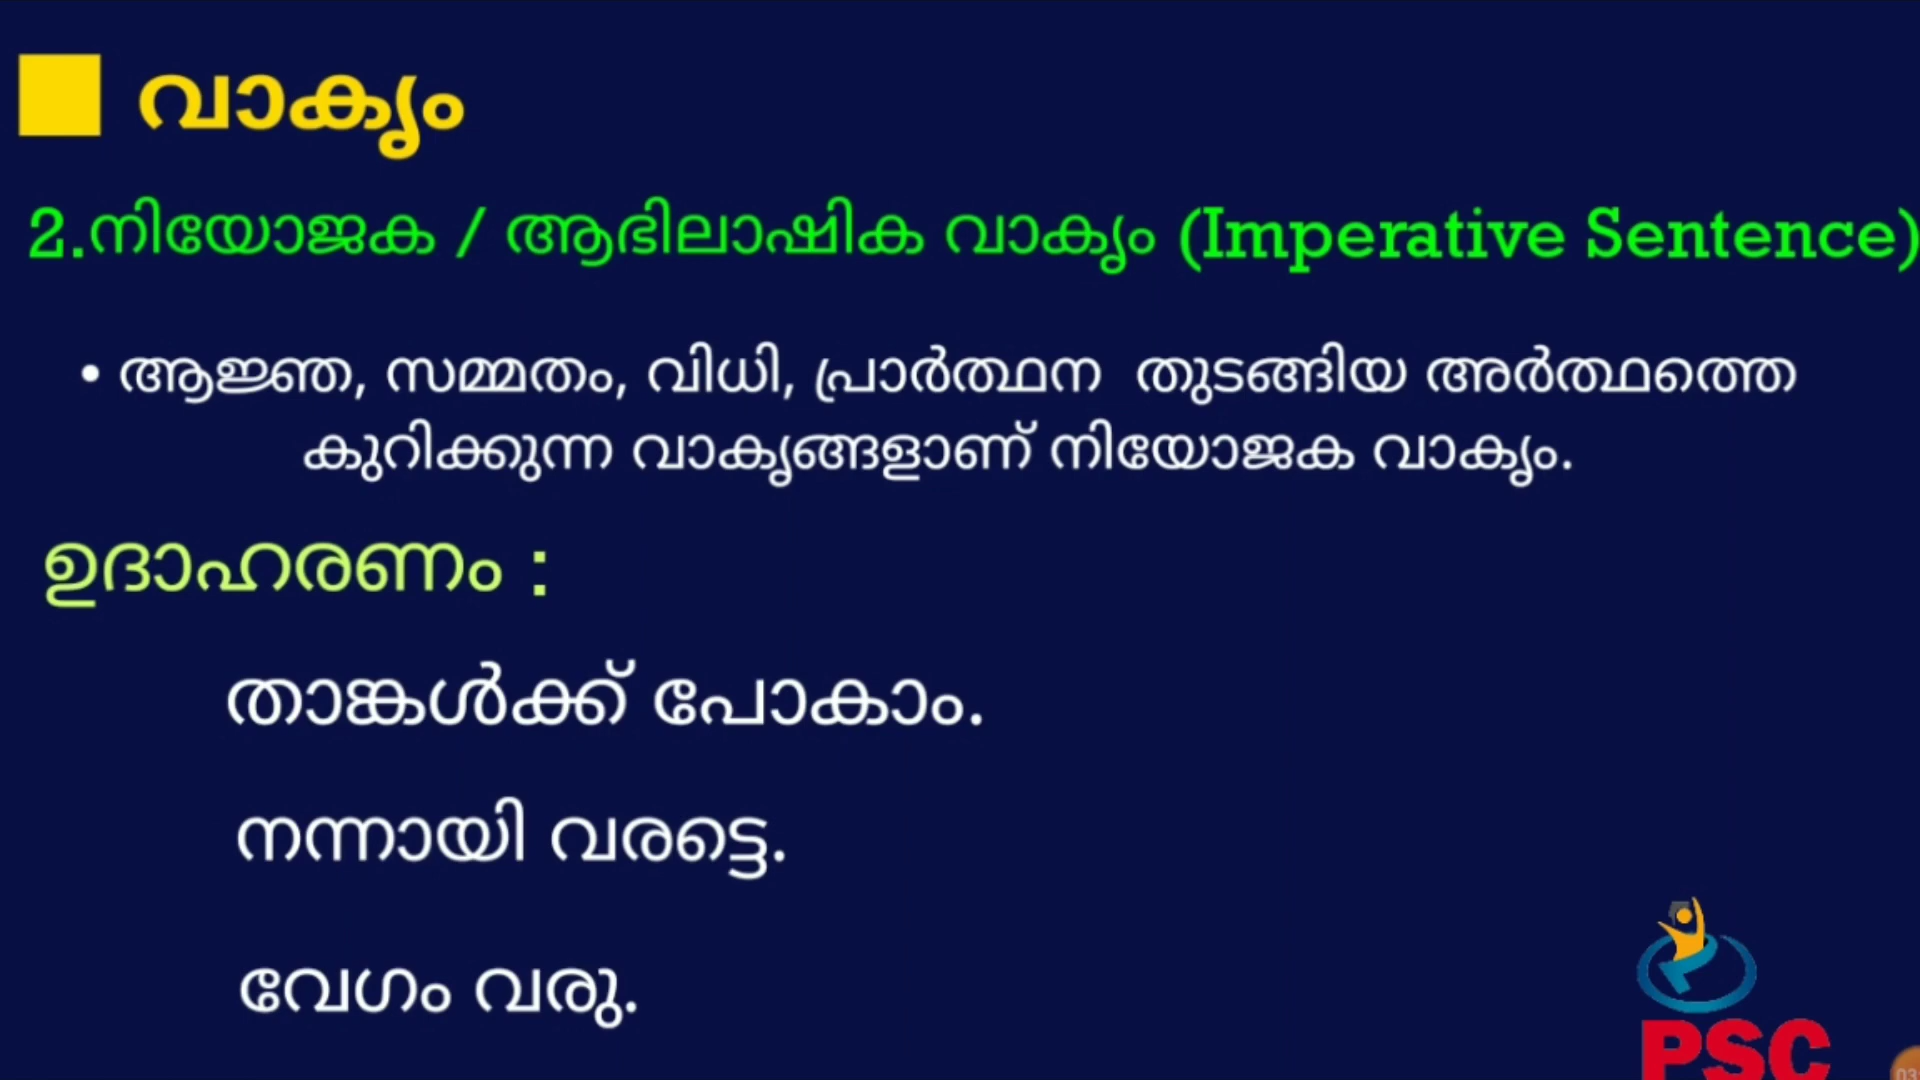 വാക്യം
2.നിയോജക / ആഭിലാഷിക വാക്യം (Imperative Sentence)
• ആജ്ഞ, സമ്മതം, വിധി, പ്രാർത്ഥന തുടങ്ങിയ അർത്ഥത്തെ
കുറിക്കുന്ന വാക്യങ്ങളാണ് നിയോജക വാക്യം.
ഉദാഹരണം :
താങ്കൾക്ക് പോകാം.
നന്നായി വരട്ടെ.
വേഗം വരു.
PSC